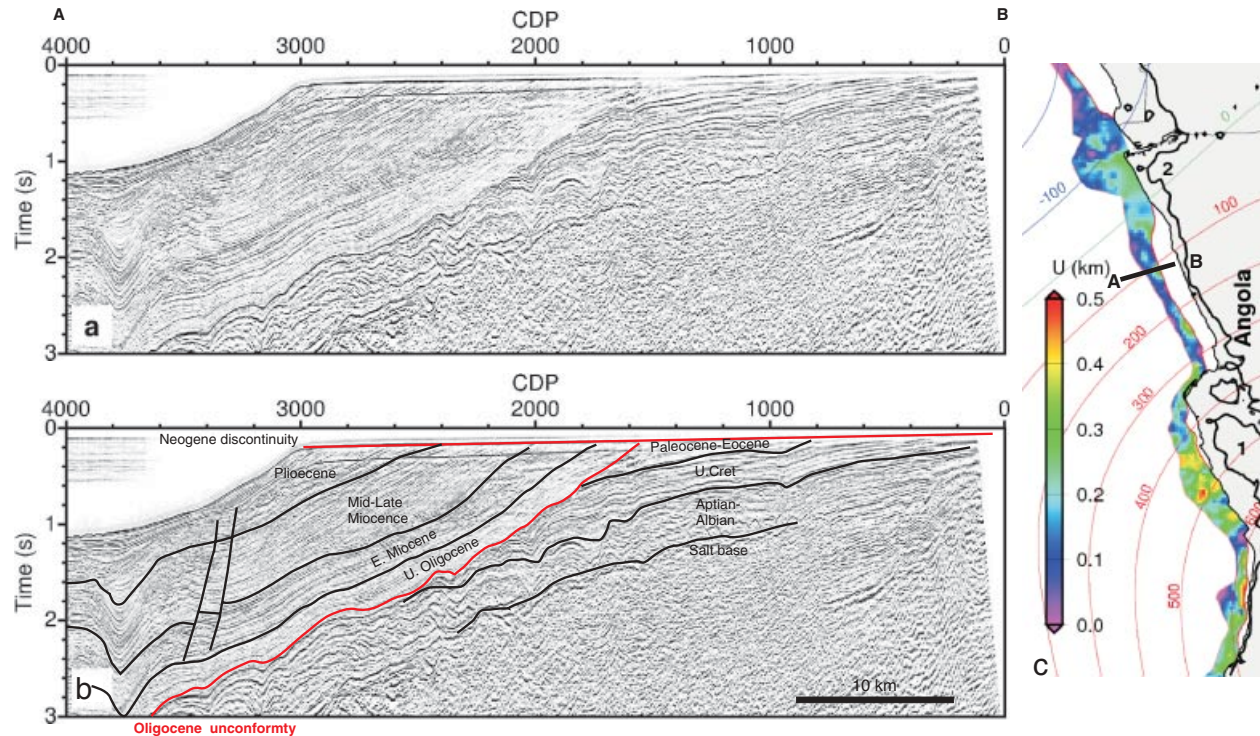 A
CDP
B
4000 3000 2000 1000 0
0
1
2
3
Time (s)
a
CDP
4000 3000 2000 1000 0
0
1
2
3
Time (s)
Neogene discontinuity
Plioecene
Mid-Late
Miocence
E. Miocene
U. Oligocene
Paleocene-Eocene
U.Cret
Aptian-
Albian
Salt base
b
10 km
Oligocene unconformty
0
2
-100
100
A
B
U (km)
0.5
0.4
0.3
0.2
0.1
0.0
200
300
400
500
Angola
1
C